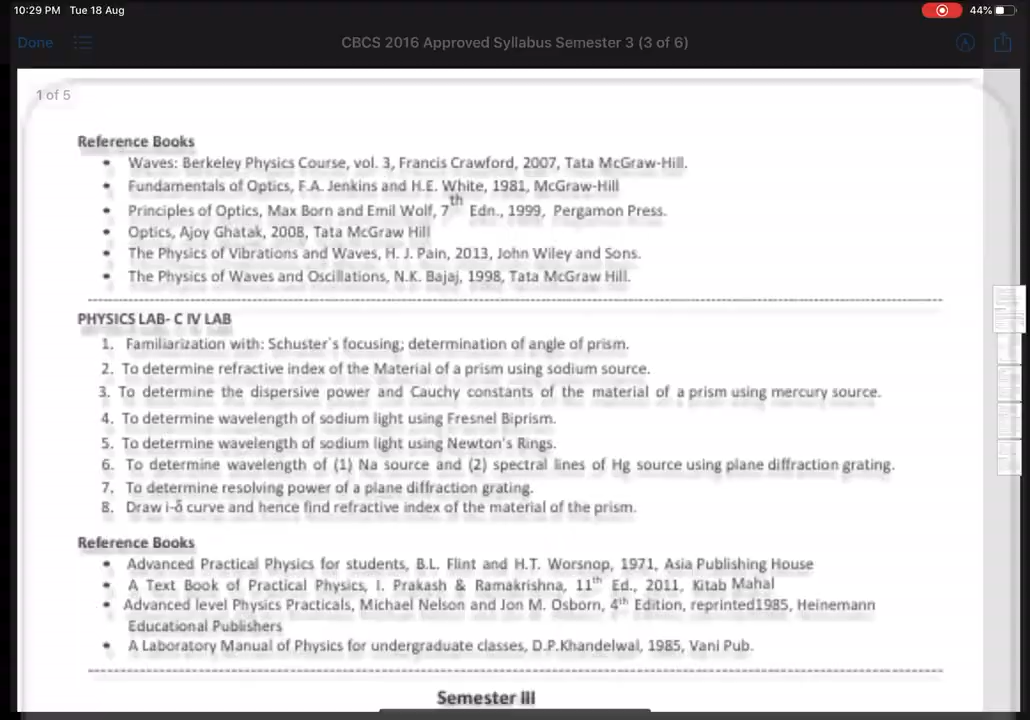 10:29 PM Tue 18 Aug 44%
Done CBCS 2016 Approved Syllabus Semester 3 (3 of 6)
1 of 5
Reference Books
• Waves: Berkeley Physics Course, vol. 3, Francis Crawford, 2007, Tata McGraw-Hill.
• Fundamentals of Optics, F.A. Jenkins and H.E. White, 1981, McGraw-Hill
• Principles of Optics, Max Born and Emil Wolf, 7th Edn., 1999, Pergamon Press.
• Optics, Ajoy Ghatak, 2008, Tata McGraw Hill
• The Physics of Vibrations and Waves, H. J. Pain, 2013, John Wiley and Sons.
• The Physics of Waves and Oscillations, N.K. Bajaj, 1998, Tata McGraw Hill.
PHYSICS LAB- C IV LAB
1. Familiarization with: Schuster`s focusing; determination of angle of prism.
2. To determine refractive index of the Material of a prism using sodium source.
3. To determine the dispersive power and Cauchy constants of the material of a prism using mercury source.
4. To determine wavelength of sodium light using Fresnel Biprism.
5. To determine wavelength of sodium light using Newton's Rings.
6. To determine wavelength of (1) Na source and (2) spectral lines of Hg source using plane diffraction grating.
7. To determine resolving power of a plane diffraction grating.
8. Draw i-δ curve and hence find refractive index of the material of the prism.
Reference Books
• Advanced Practical Physics for students, B.L. Flint and H.T. Worsnop, 1971, Asia Publishing House
• A Text Book of Practical Physics, I. Prakash & Ramakrishna, 11th Ed., 2011, Kitab Mahal
• Advanced level Physics Practicals, Michael Nelson and Jon M. Osborn, 4th Edition, reprinted1985, Heinemann
Educational Publishers
• A Laboratory Manual of Physics for undergraduate classes, D.P.Khandelwal, 1985, Vani Pub.
Semester III